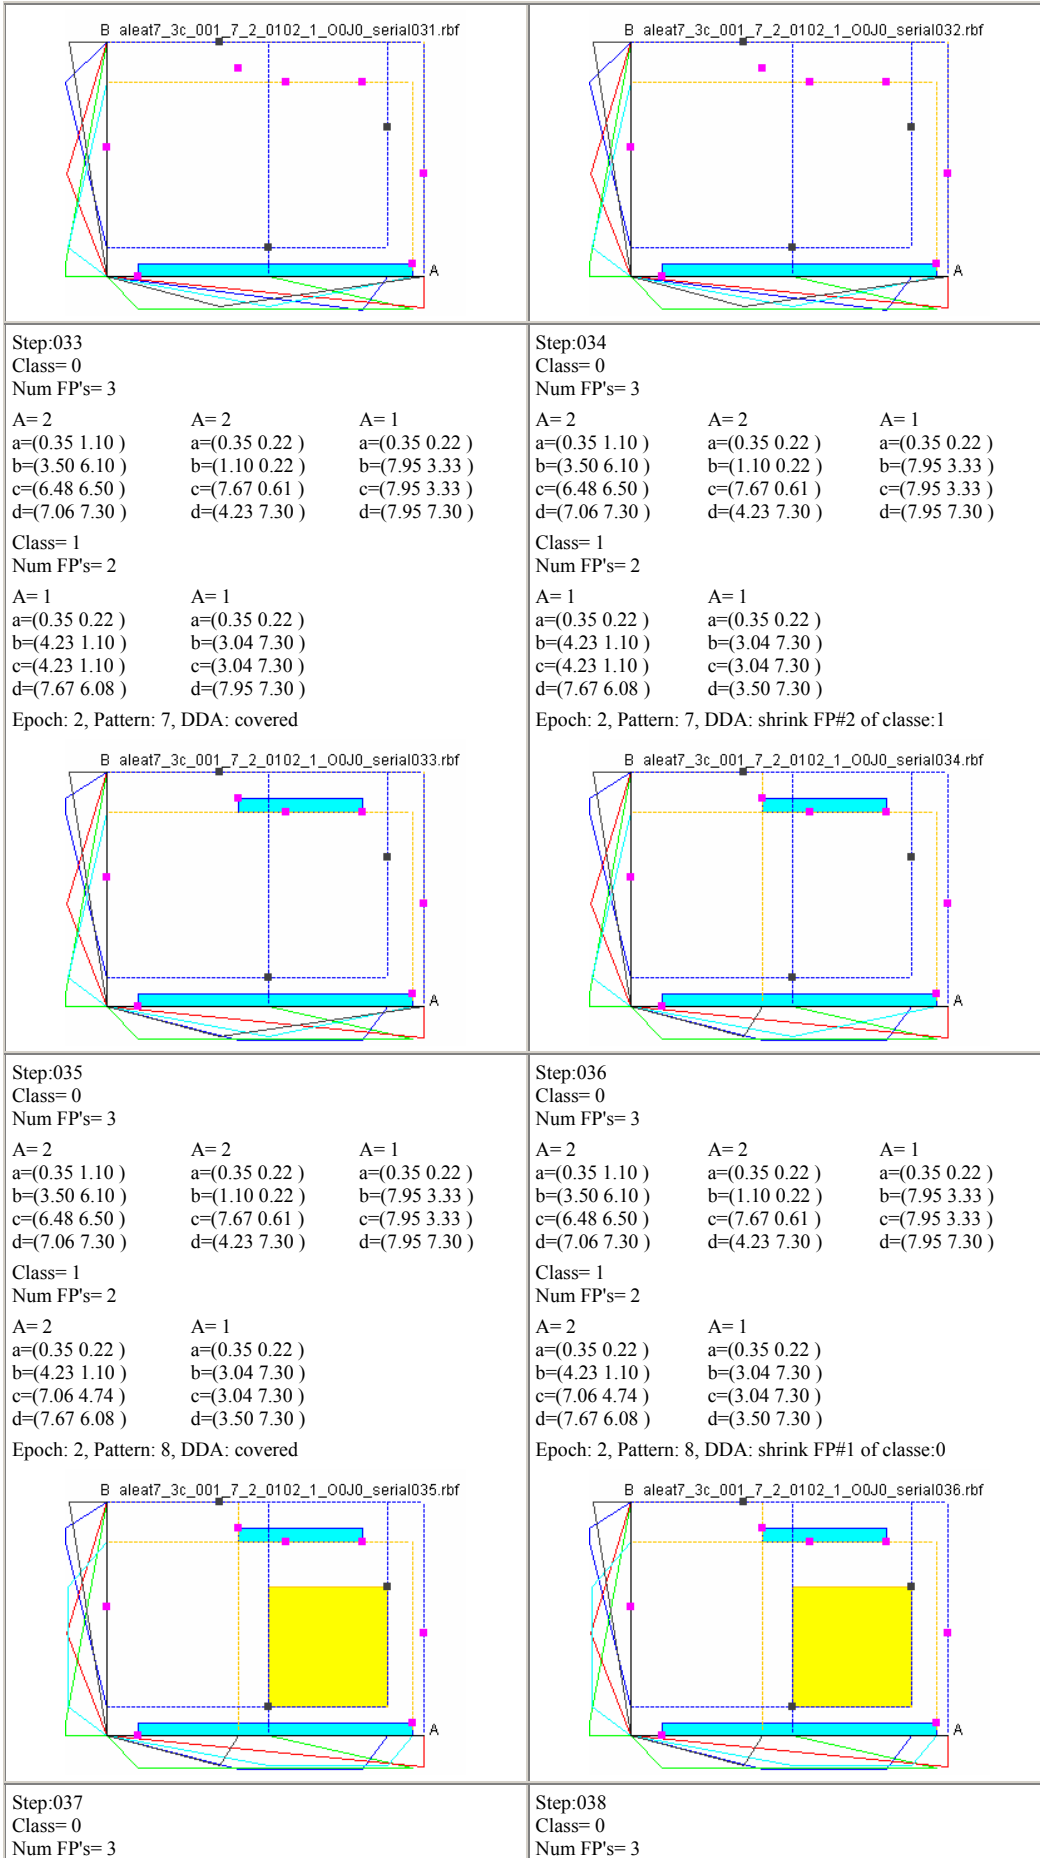 B aleat7_3c_001_7_2_0102_1_O0J0_serial031.rbf
A
B aleat7_3c_001_7_2_0102_1_O0J0_serial032.rbf
A
Step:033
Class= 0
Num FP's= 3
A= 2 A= 2 A= 1
a=(0.35 1.10 ) a=(0.35 0.22 ) a=(0.35 0.22 )
b=(3.50 6.10 ) b=(1.10 0.22 ) b=(7.95 3.33 )
c=(6.48 6.50 ) c=(7.67 0.61 ) c=(7.95 3.33 )
d=(7.06 7.30 ) d=(4.23 7.30 ) d=(7.95 7.30 )
Class= 1
Num FP's= 2
A= 1 A= 1
a=(0.35 0.22 ) a=(0.35 0.22 )
b=(4.23 1.10 ) b=(3.04 7.30 )
c=(4.23 1.10 ) c=(3.04 7.30 )
d=(7.67 6.08 ) d=(7.95 7.30 )
Epoch: 2, Pattern: 7, DDA: covered
B aleat7_3c_001_7_2_0102_1_O0J0_serial033.rbf
A
Step:034
Class= 0
Num FP's= 3
A= 2 A= 2 A= 1
a=(0.35 1.10 ) a=(0.35 0.22 ) a=(0.35 0.22 )
b=(3.50 6.10 ) b=(1.10 0.22 ) b=(7.95 3.33 )
c=(6.48 6.50 ) c=(7.67 0.61 ) c=(7.95 3.33 )
d=(7.06 7.30 ) d=(4.23 7.30 ) d=(7.95 7.30 )
Class= 1
Num FP's= 2
A= 1 A= 1
a=(0.35 0.22 ) a=(0.35 0.22 )
b=(4.23 1.10 ) b=(3.04 7.30 )
c=(4.23 1.10 ) c=(3.04 7.30 )
d=(7.67 6.08 ) d=(3.50 7.30 )
Epoch: 2, Pattern: 7, DDA: shrink FP#2 of classe:1
B aleat7_3c_001_7_2_0102_1_O0J0_serial034.rbf
A
Step:035
Class= 0
Num FP's= 3
A= 2 A= 2 A= 1
a=(0.35 1.10 ) a=(0.35 0.22 ) a=(0.35 0.22 )
b=(3.50 6.10 ) b=(1.10 0.22 ) b=(7.95 3.33 )
c=(6.48 6.50 ) c=(7.67 0.61 ) c=(7.95 3.33 )
d=(7.06 7.30 ) d=(4.23 7.30 ) d=(7.95 7.30 )
Class= 1
Num FP's= 2
A= 2 A= 1
a=(0.35 0.22 ) a=(0.35 0.22 )
b=(4.23 1.10 ) b=(3.04 7.30 )
c=(7.06 4.74 ) c=(3.04 7.30 )
d=(7.67 6.08 ) d=(3.50 7.30 )
Epoch: 2, Pattern: 8, DDA: covered
B aleat7_3c_001_7_2_0102_1_O0J0_serial035.rbf
A
Step:036
Class= 0
Num FP's= 3
A= 2 A= 2 A= 1
a=(0.35 1.10 ) a=(0.35 0.22 ) a=(0.35 0.22 )
b=(3.50 6.10 ) b=(1.10 0.22 ) b=(7.95 3.33 )
c=(6.48 6.50 ) c=(7.67 0.61 ) c=(7.95 3.33 )
d=(7.06 7.30 ) d=(4.23 7.30 ) d=(7.95 7.30 )
Class= 1
Num FP's= 2
A= 2 A= 1
a=(0.35 0.22 ) a=(0.35 0.22 )
b=(4.23 1.10 ) b=(3.04 7.30 )
c=(7.06 4.74 ) c=(3.04 7.30 )
d=(7.67 6.08 ) d=(3.50 7.30 )
Epoch: 2, Pattern: 8, DDA: shrink FP#1 of classe:0
B aleat7_3c_001_7_2_0102_1_O0J0_serial036.rbf
A
Step:037
Class= 0
Num FP's= 3
Step:038
Class= 0
Num FP's= 3